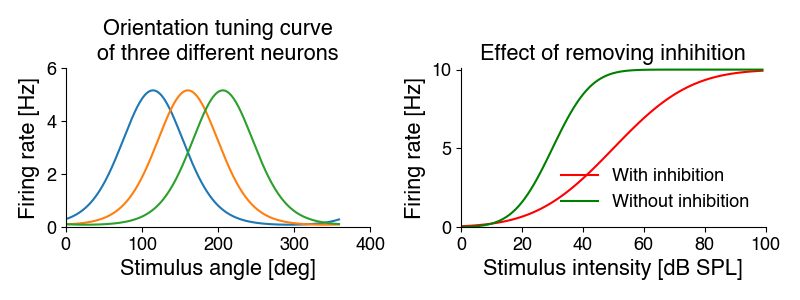 Orientation tuning curve
of three different neurons
Firing rate [Hz]
6
4
2
0
0 100 200 300 400
Stimulus angle [deg]
Effect of removing inhihition
Firing rate [Hz]
10
5
0
With inhibition
Without inhibition
0 20 40 60 80 100
Stimulus intensity [dB SPL]